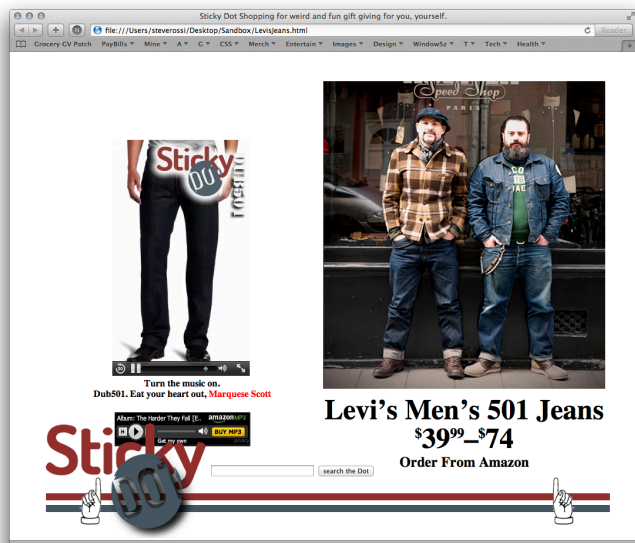 Sticky Dot Shopping for weird and fun gift giving for you, yourself.
file:///Users/steverossi/Desktop/Sandbox/LevisJeans.html
Reader
Grocery GV Patch PayBills Mine A G CSS Merch Entertain Images Design WindowSz T Tech Health
Speed Shop
PARIS
Sticky
DOT
Turn the music on.
Dub501. Eat your heart out, Marquese Scott
Album: The Harder They Fall [E..
amazonMP3
BUY MP3
Get my own
privacy
Levi's Men's 501 Jeans
$39⁹⁹–$74
Order From Amazon
Sticky
DOT
search the Dot